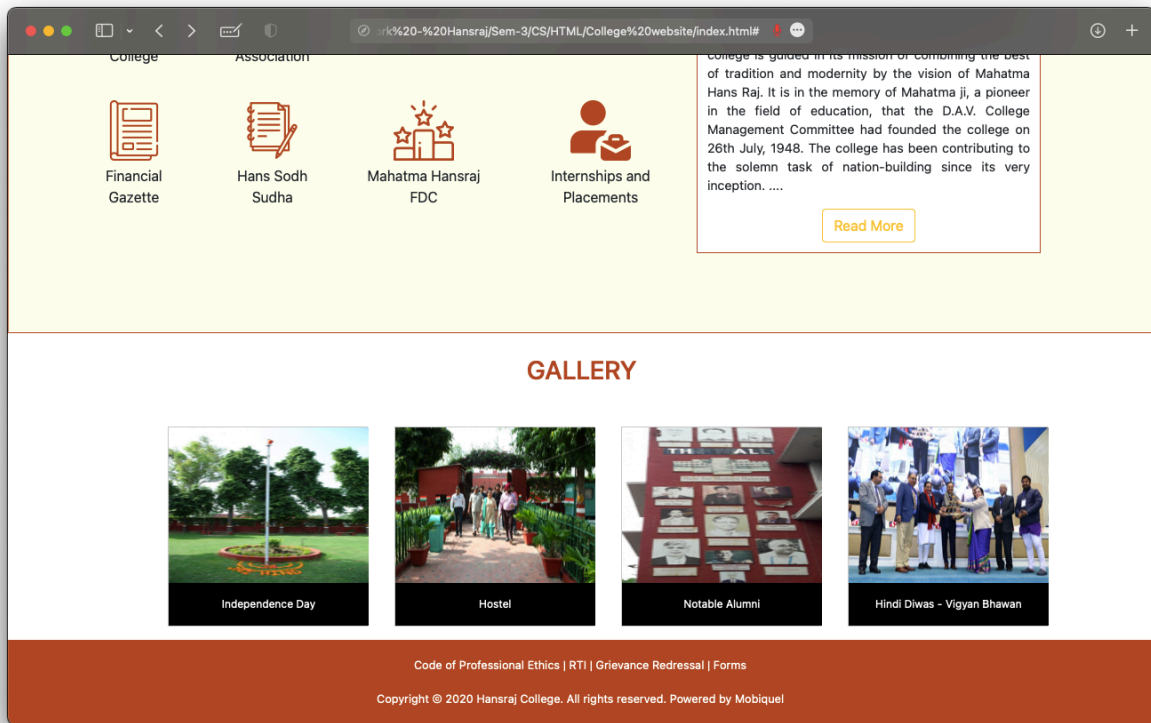 rk%20-%20Hansraj/Sem-3/CS/HTML/College%20website/index.html#
College
Association
Financial
Gazette
Hans Sodh
Sudha
Mahatma Hansraj
FDC
Internships and
Placements
college is guided in its mission of combining the best
of tradition and modernity by the vision of Mahatma
Hans Raj. It is in the memory of Mahatma ji, a pioneer
in the field of education, that the D.A.V. College
Management Committee had founded the college on
26th July, 1948. The college has been contributing to
the solemn task of nation-building since its very
inception. ....
Read More
GALLERY
Independence Day
Hostel
Notable Alumni
Hindi Diwas - Vigyan Bhawan
Code of Professional Ethics | RTI | Grievance Redressal | Forms
Copyright © 2020 Hansraj College. All rights reserved. Powered by Mobiquel